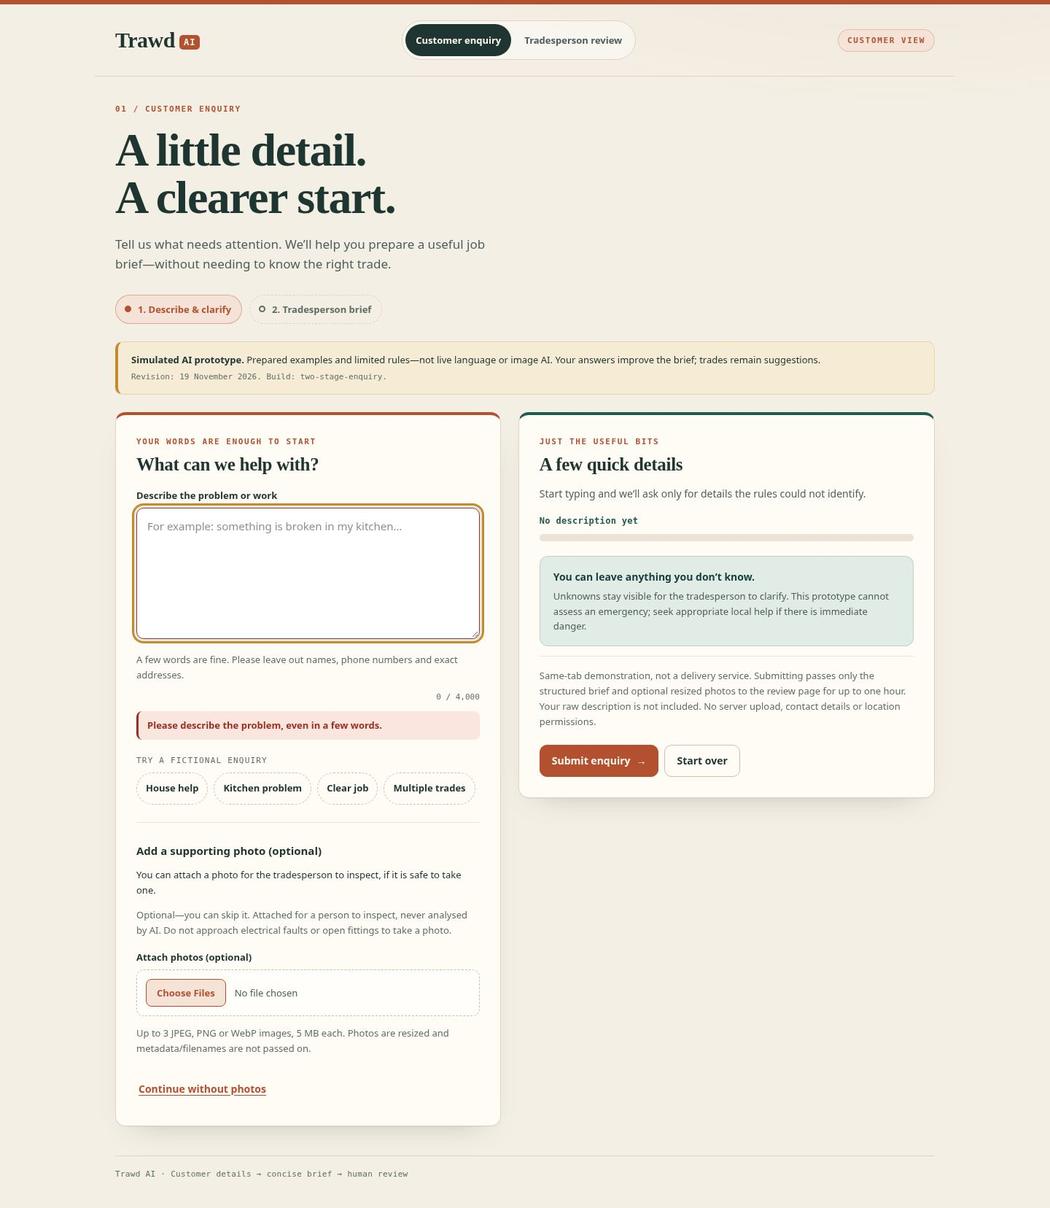 Trawd AI
Customer enquiry
Tradesperson review
CUSTOMER VIEW
01 / CUSTOMER ENQUIRY
A little detail.
A clearer start.
Tell us what needs attention. We’ll help you prepare a useful job
brief—without needing to know the right trade.
1. Describe & clarify
2. Tradesperson brief
Simulated AI prototype. Prepared examples and limited rules—not live language or image AI. Your answers improve the brief; trades remain suggestions.
Revision: 19 November 2026. Build: two-stage-enquiry.
YOUR WORDS ARE ENOUGH TO START
What can we help with?
Describe the problem or work
For example: something is broken in my kitchen…
A few words are fine. Please leave out names, phone numbers and exact
addresses.
0 / 4,000
Please describe the problem, even in a few words.
TRY A FICTIONAL ENQUIRY
House help
Kitchen problem
Clear job
Multiple trades
Add a supporting photo (optional)
You can attach a photo for the tradesperson to inspect, if it is safe to take
one.
Optional—you can skip it. Attached for a person to inspect, never analysed
by AI. Do not approach electrical faults or open fittings to take a photo.
Attach photos (optional)
Choose Files
No file chosen
Up to 3 JPEG, PNG or WebP images, 5 MB each. Photos are resized and
metadata/filenames are not passed on.
Continue without photos
JUST THE USEFUL BITS
A few quick details
Start typing and we’ll ask only for details the rules could not identify.
No description yet
You can leave anything you don’t know.
Unknowns stay visible for the tradesperson to clarify. This prototype cannot
assess an emergency; seek appropriate local help if there is immediate
danger.
Same-tab demonstration, not a delivery service. Submitting passes only the
structured brief and optional resized photos to the review page for up to one hour.
Your raw description is not included. No server upload, contact details or location
permissions.
Submit enquiry →
Start over
Trawd AI · Customer details → concise brief → human review